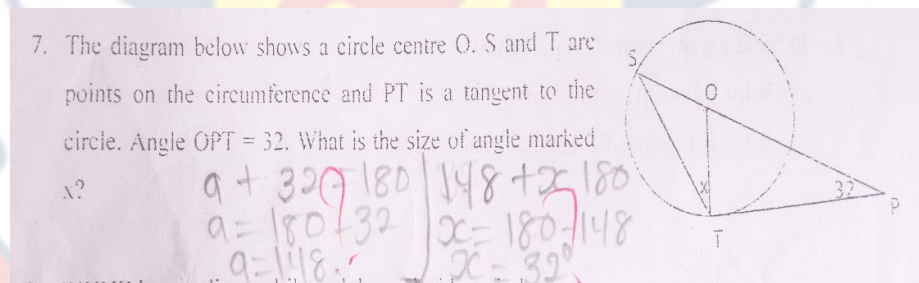 7. The diagram below shows a circle centre O. S and T are
points on the circumference and PT is a tangent to the
circle. Angle OPT = 32. What is the size of angle marked
x?
a + 32 = 180
a = 180 - 32
a = 148
148 + x 180
x = 180 - 148
x = 32°
S
O
x
32
P
T